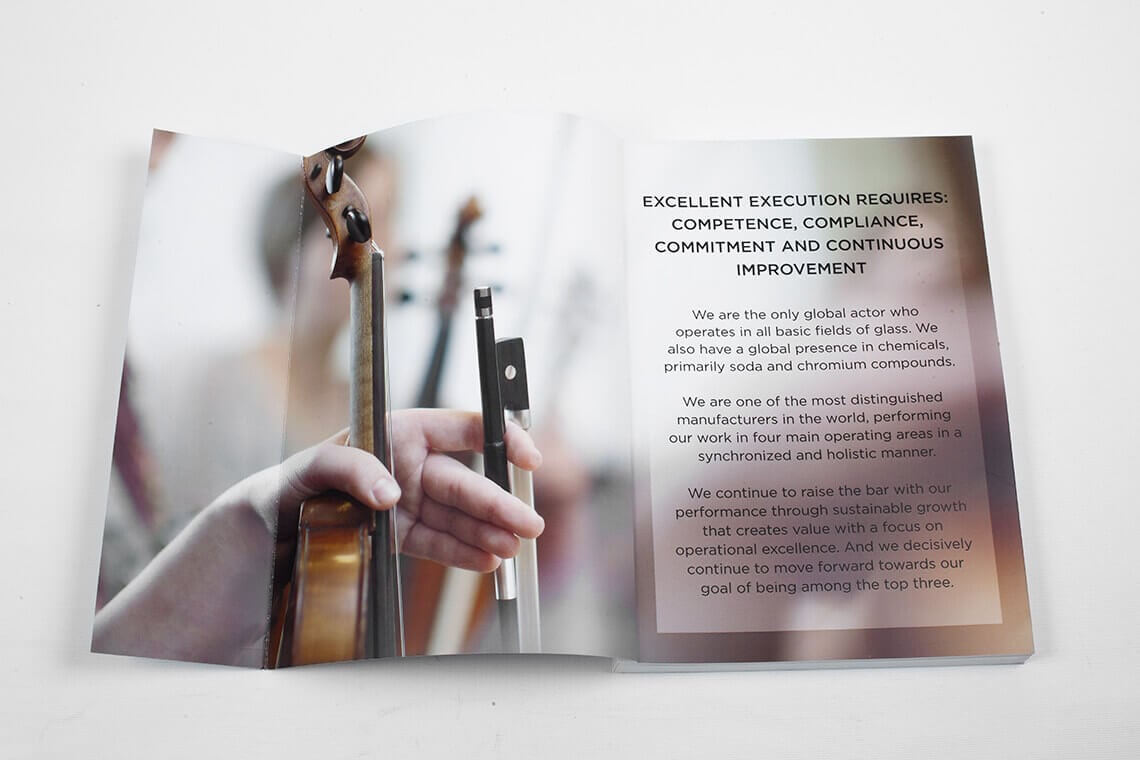 EXCELLENT EXECUTION REQUIRES:
COMPETENCE, COMPLIANCE,
COMMITMENT AND CONTINUOUS
IMPROVEMENT
We are the only global actor who
operates in all basic fields of glass. We
also have a global presence in chemicals,
primarily soda and chromium compounds.
We are one of the most distinguished
manufacturers in the world, performing
our work in four main operating areas in a
synchronized and holistic manner.
We continue to raise the bar with our
performance through sustainable growth
that creates value with a focus on
operational excellence. And we decisively
continue to move forward towards our
goal of being among the top three.